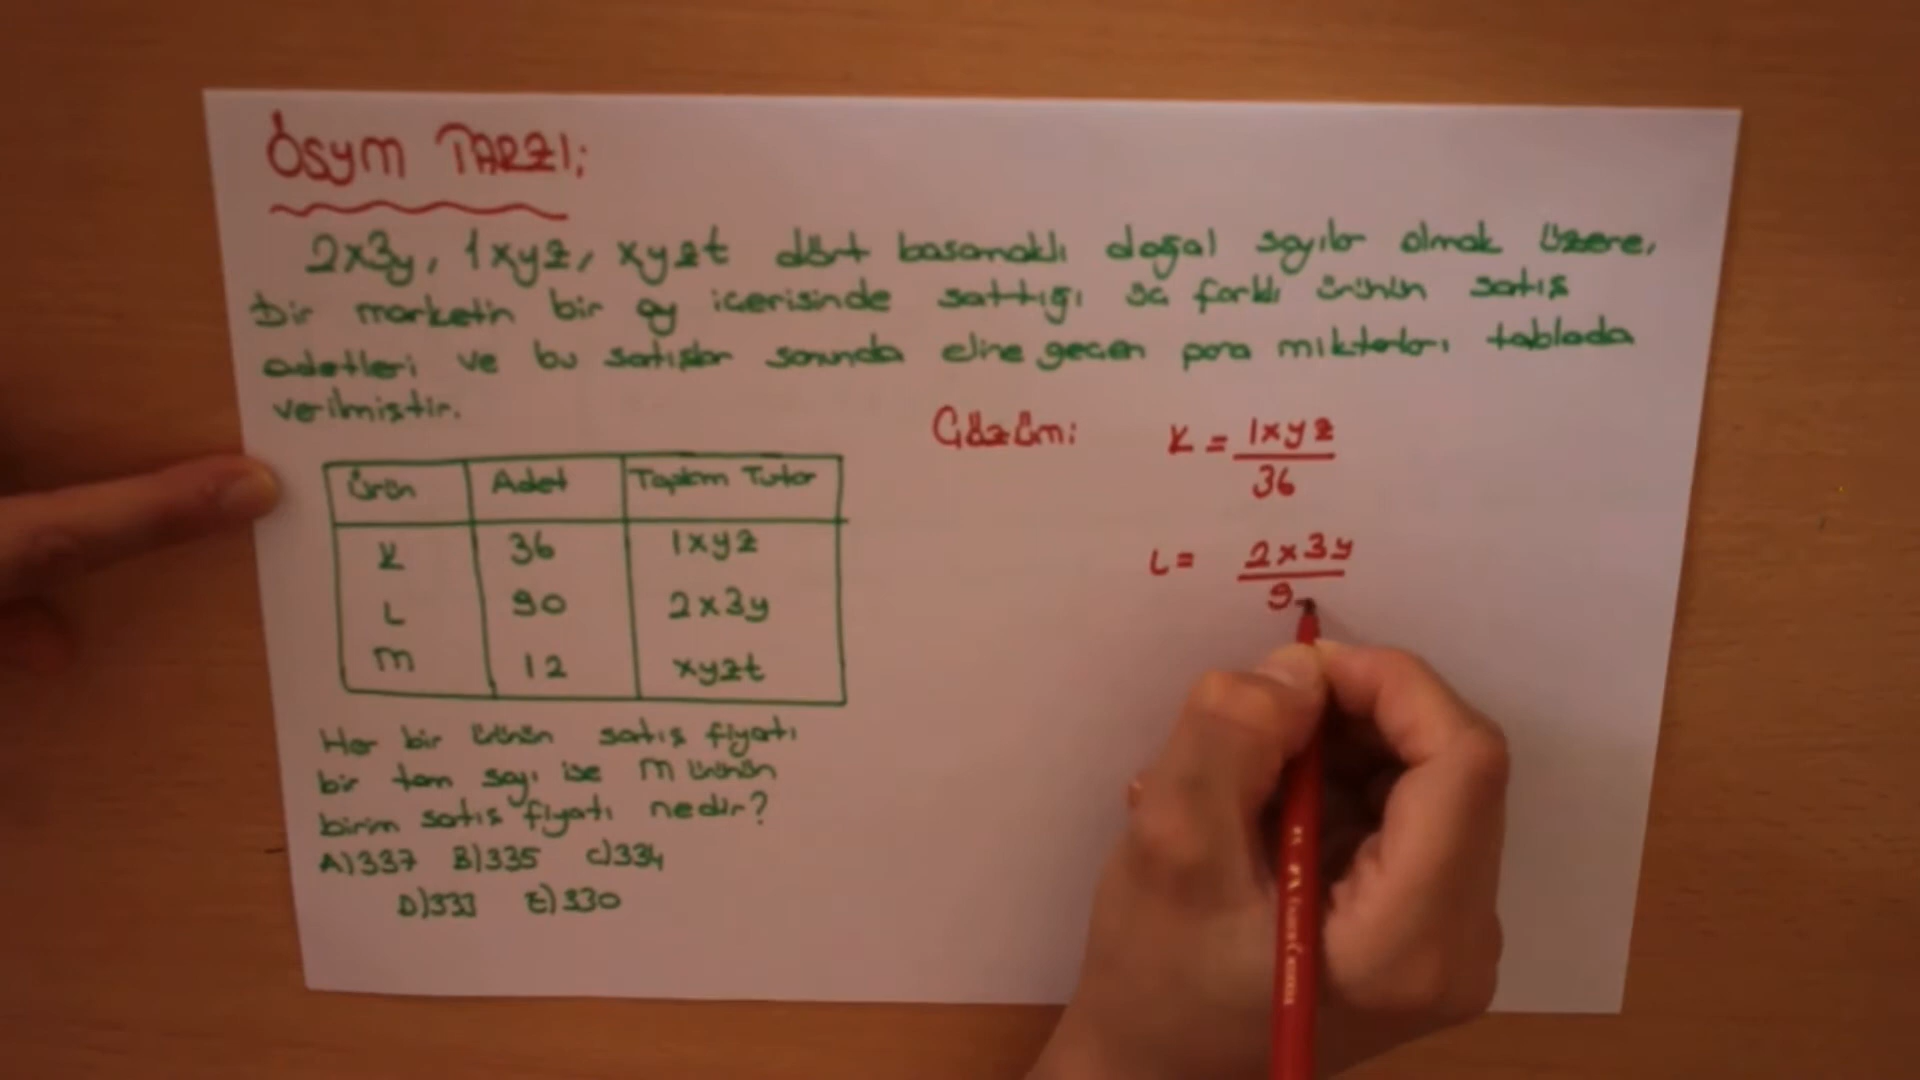 ÖSYM TARZI;
2x3y, 1xyz, xyzt dört basamaklı doğal sayılar olmak üzere,
bir marketin bir ay içerisinde sattığı üç farklı ürünün satış
adetleri ve bu satışlar sonunda eline geçen para miktarları tabloda
verilmiştir.
Ürün Adet Toplam Tutar
K 36 1xyz
L 90 2x3y
M 12 xyzt
Her bir ürünün satış fiyatı
bir tam sayı ise M ürünün
birim satış fiyatı nedir?
A)337 B)335 C)334
D)333 E)330
Çözüm:
K = 1xyz
36
L = 2x3y
9